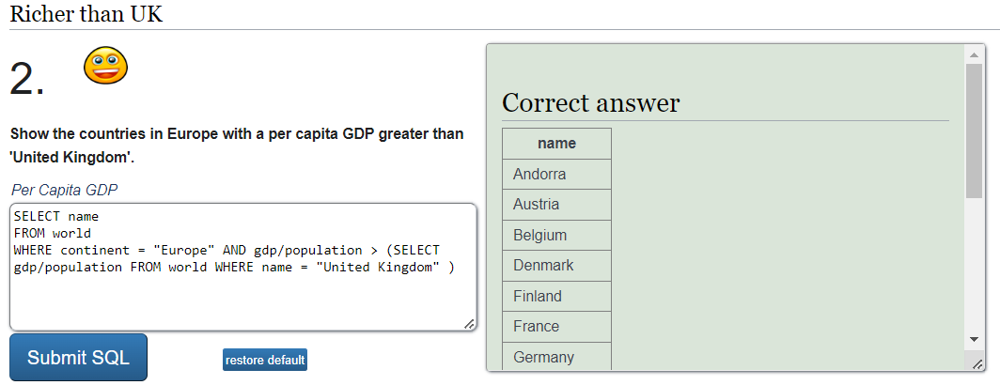 Richer than UK
2.
Show the countries in Europe with a per capita GDP greater than
'United Kingdom'.
Per Capita GDP
SELECT name
FROM world
WHERE continent = "Europe" AND gdp/population > (SELECT
gdp/population FROM world WHERE name = "United Kingdom" )
Submit SQL
restore default
Correct answer
name
Andorra
Austria
Belgium
Denmark
Finland
France
Germany